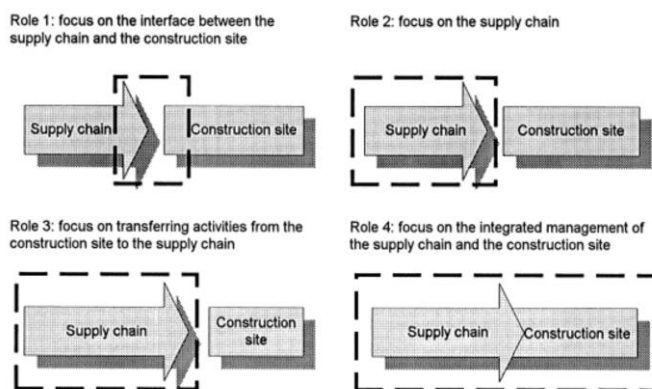 Role 1: focus on the interface between the
supply chain and the construction site
Supply chain
Construction site
Role 2: focus on the supply chain
Supply chain
Construction site
Role 3: focus on transferring activities from the
construction site to the supply chain
Supply chain
Construction
site
Role 4: focus on the integrated management of
the supply chain and the construction site
Supply chain
Construction site